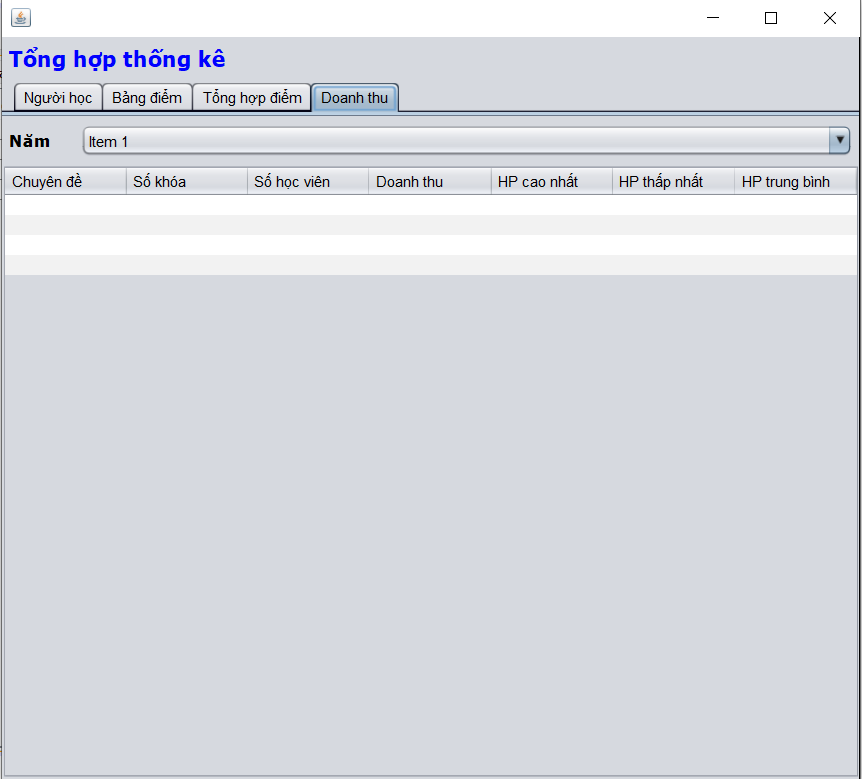 Tổng hợp thống kê
Người học Bảng điểm Tổng hợp điểm Doanh thu
Năm Item 1
Chuyên đề Số khóa Số học viên Doanh thu HP cao nhất HP thấp nhất HP trung bình